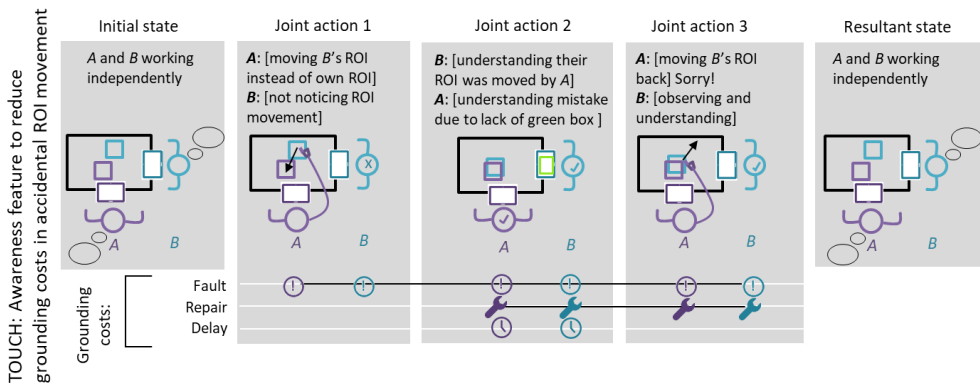 TOUCH: Awareness feature to reduce
grounding costs in accidental ROI movement
Initial state
A and B working
independently
A
B
Joint action 1
A: [moving B's ROI
instead of own ROI]
B: [not noticing ROI
movement]
X
A
B
Joint action 2
B: [understanding their
ROI was moved by A]
A: [understanding mistake
due to lack of green box ]
A
B
Joint action 3
A: [moving B's ROI
back] Sorry!
B: [observing and
understanding]
A
B
Resultant state
A and B working
independently
A
B
Grounding
costs:
Fault
! ! ! ! ! !
Repair
Delay